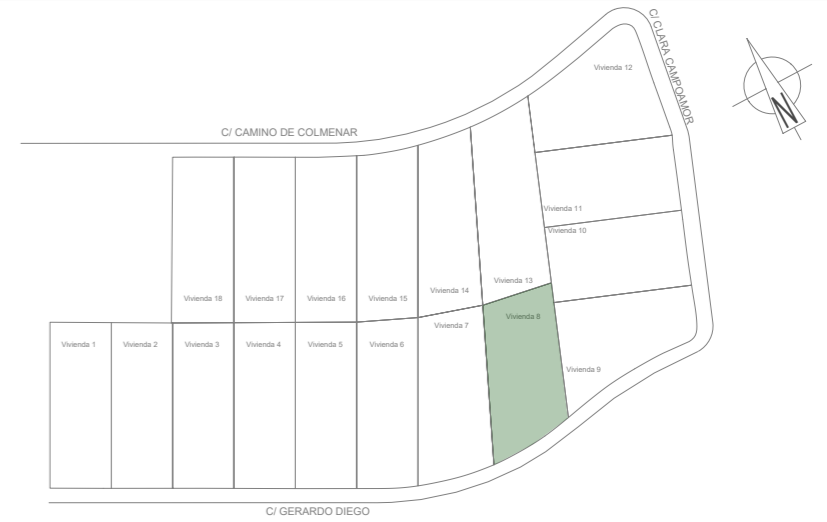 C/ CLARA CAMPOAMOR
Vivienda 12
N
C/ CAMINO DE COLMENAR
Vivienda 11
Vivienda 10
Vivienda 18
Vivienda 17
Vivienda 16
Vivienda 15
Vivienda 14
Vivienda 13
Vivienda 1
Vivienda 2
Vivienda 3
Vivienda 4
Vivienda 5
Vivienda 6
Vivienda 7
Vivienda 8
Vivienda 9
C/ GERARDO DIEGO